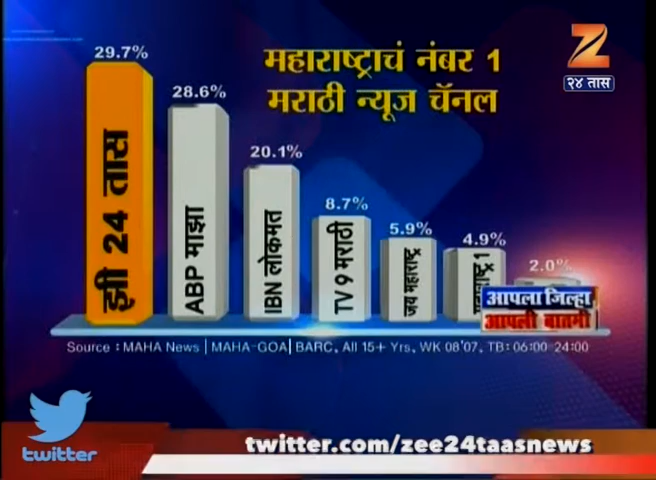 महाराष्ट्राचं नंबर 1
मराठी न्यूज चॅनल
२४ तास
29.7%
28.6%
20.1%
8.7%
5.9%
4.9%
2.0%
झी 24 तास
ABP माझा
IBN लोकमत
TV 9 मराठी
जय महाराष्ट्र
1
आपला जिल्हा
आपली बातमी
Source : MAHA News | MAHA-GOA| BARC, All 15+ Yrs, WK 08'07, TB: 06:00-24:00
twitter
twitter.com/zee24taasnews